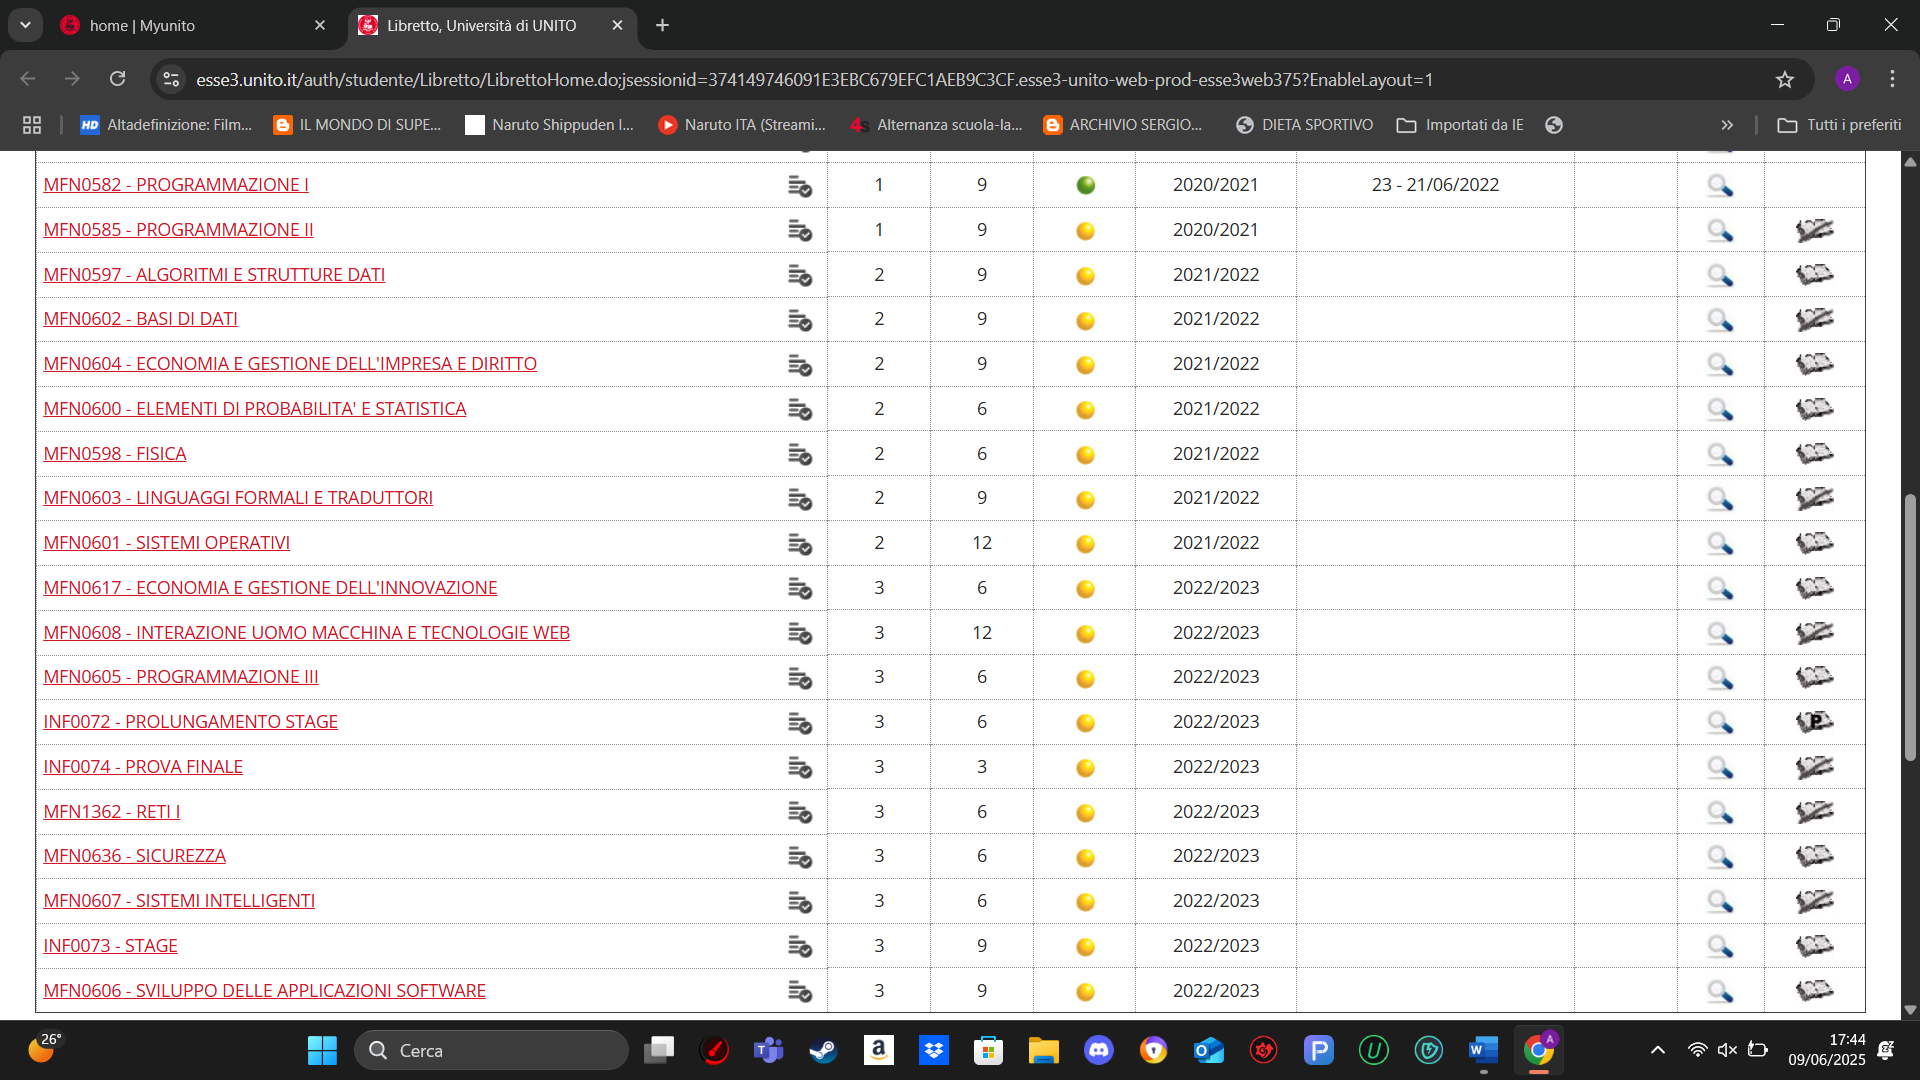 home | Myunito
Libretto, Università di UNITO
esse3.unito.it/auth/studente/Libretto/LibrettoHome.do;jsessionid=374149746091E3EBC679EFC1AEB9C3CF.esse3-unito-web-prod-esse3web375?EnableLayout=1
A
HD Altadefinizione: Film... IL MONDO DI SUPE... Naruto Shippuden I... Naruto ITA (Streami... 4s Alternanza scuola-la... ARCHIVIO SERGIO... DIETA SPORTIVO Importati da IE » Tutti i preferiti
MFN0582 - PROGRAMMAZIONE I 1 9 2020/2021 23 - 21/06/2022
MFN0585 - PROGRAMMAZIONE II 1 9 2020/2021
MFN0597 - ALGORITMI E STRUTTURE DATI 2 9 2021/2022
MFN0602 - BASI DI DATI 2 9 2021/2022
MFN0604 - ECONOMIA E GESTIONE DELL'IMPRESA E DIRITTO 2 9 2021/2022
MFN0600 - ELEMENTI DI PROBABILITA' E STATISTICA 2 6 2021/2022
MFN0598 - FISICA 2 6 2021/2022
MFN0603 - LINGUAGGI FORMALI E TRADUTTORI 2 9 2021/2022
MFN0601 - SISTEMI OPERATIVI 2 12 2021/2022
MFN0617 - ECONOMIA E GESTIONE DELL'INNOVAZIONE 3 6 2022/2023
MFN0608 - INTERAZIONE UOMO MACCHINA E TECNOLOGIE WEB 3 12 2022/2023
MFN0605 - PROGRAMMAZIONE III 3 6 2022/2023
INF0072 - PROLUNGAMENTO STAGE 3 6 2022/2023 P
INF0074 - PROVA FINALE 3 3 2022/2023
MFN1362 - RETI I 3 6 2022/2023
MFN0636 - SICUREZZA 3 6 2022/2023
MFN0607 - SISTEMI INTELLIGENTI 3 6 2022/2023
INF0073 - STAGE 3 9 2022/2023
MFN0606 - SVILUPPO DELLE APPLICAZIONI SOFTWARE 3 9 2022/2023
26°
Cerca
17:44
09/06/2025